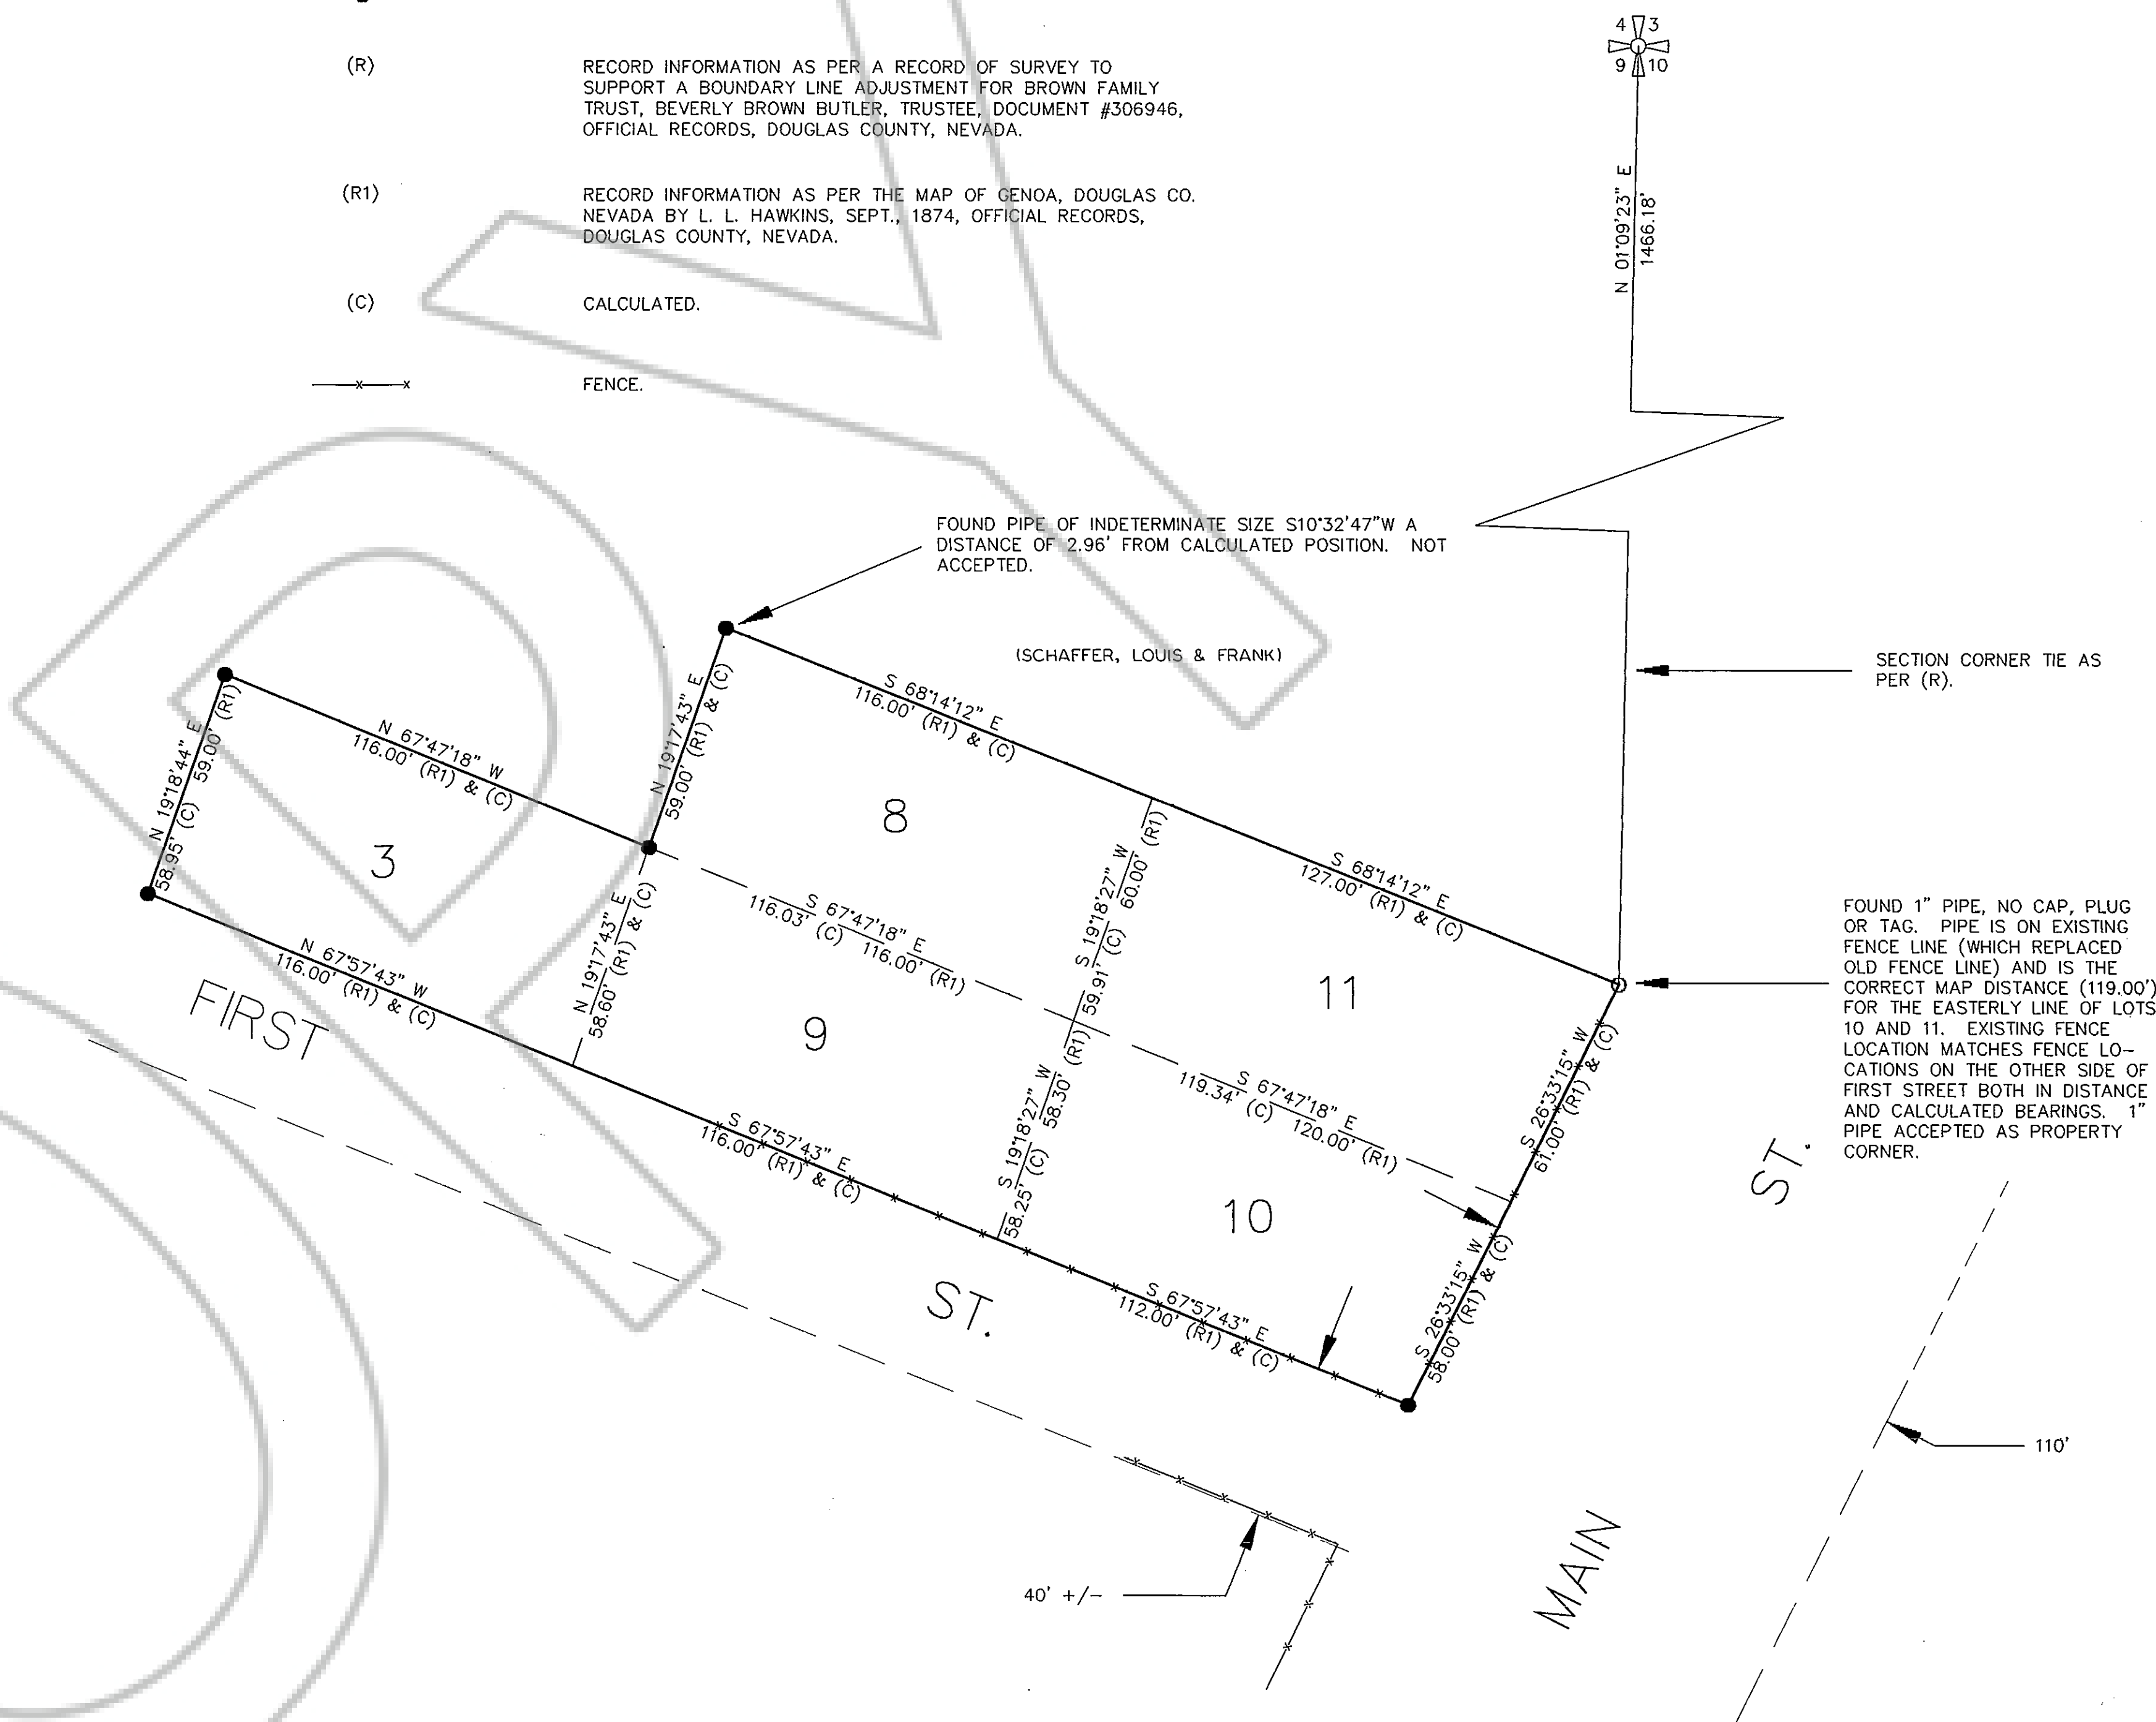 4 3
9 10
(R)
RECORD INFORMATION AS PER A RECORD OF SURVEY TO
SUPPORT A BOUNDARY LINE ADJUSTMENT FOR BROWN FAMILY
TRUST, BEVERLY BROWN BUTLER, TRUSTEE, DOCUMENT #306946,
OFFICIAL RECORDS, DOUGLAS COUNTY, NEVADA.
(R1)
RECORD INFORMATION AS PER THE MAP OF GENOA, DOUGLAS CO.
NEVADA BY L. L. HAWKINS, SEPT., 1874, OFFICIAL RECORDS,
DOUGLAS COUNTY, NEVADA.
N 01°09'23" E
1466.18'
(C)
CALCULATED.
FENCE.
FOUND PIPE OF INDETERMINATE SIZE S10°32'47"W A
DISTANCE OF 2.96' FROM CALCULATED POSITION. NOT
ACCEPTED.
(SCHAFFER, LOUIS & FRANK)
SECTION CORNER TIE AS
PER (R).
N 19°18'44" E
58.95' (C) 59.00' (R1)
N 67°47'18" W
116.00' (R1) & (C)
N 19°17'43" E
59.00' (R1) & (C)
S 68°14'12" E
116.00' (R1) & (C)
3
8
S 19°18'27" W
59.91' (C) 60.00' (R1)
S 68°14'12" E
127.00' (R1) & (C)
N 19°17'43" E
58.60' (R1) & (C)
S 67°47'18" E
116.03' (C) 116.00' (R1)
11
FOUND 1" PIPE, NO CAP, PLUG
OR TAG. PIPE IS ON EXISTING
FENCE LINE (WHICH REPLACED
OLD FENCE LINE) AND IS THE
CORRECT MAP DISTANCE (119.00')
FOR THE EASTERLY LINE OF LOTS
10 AND 11. EXISTING FENCE
LOCATION MATCHES FENCE LO-
CATIONS ON THE OTHER SIDE OF
FIRST STREET BOTH IN DISTANCE
AND CALCULATED BEARINGS. 1"
PIPE ACCEPTED AS PROPERTY
CORNER.
N 67°57'43" W
116.00' (R1) & (C)
9
S 26°33'15" W
61.00' (R1) & (C)
S 67°47'18" E
119.34' (C) 120.00' (R1)
S 19°18'27" W
58.25' (C) 58.30' (R1)
S 67°57'43" E
116.00' (R1) & (C)
10
S 26°33'15" W
58.00' (R1) & (C)
S 67°57'43" E
112.00' (R1) & (C)
FIRST ST.
MAIN ST.
110'
40' +/-